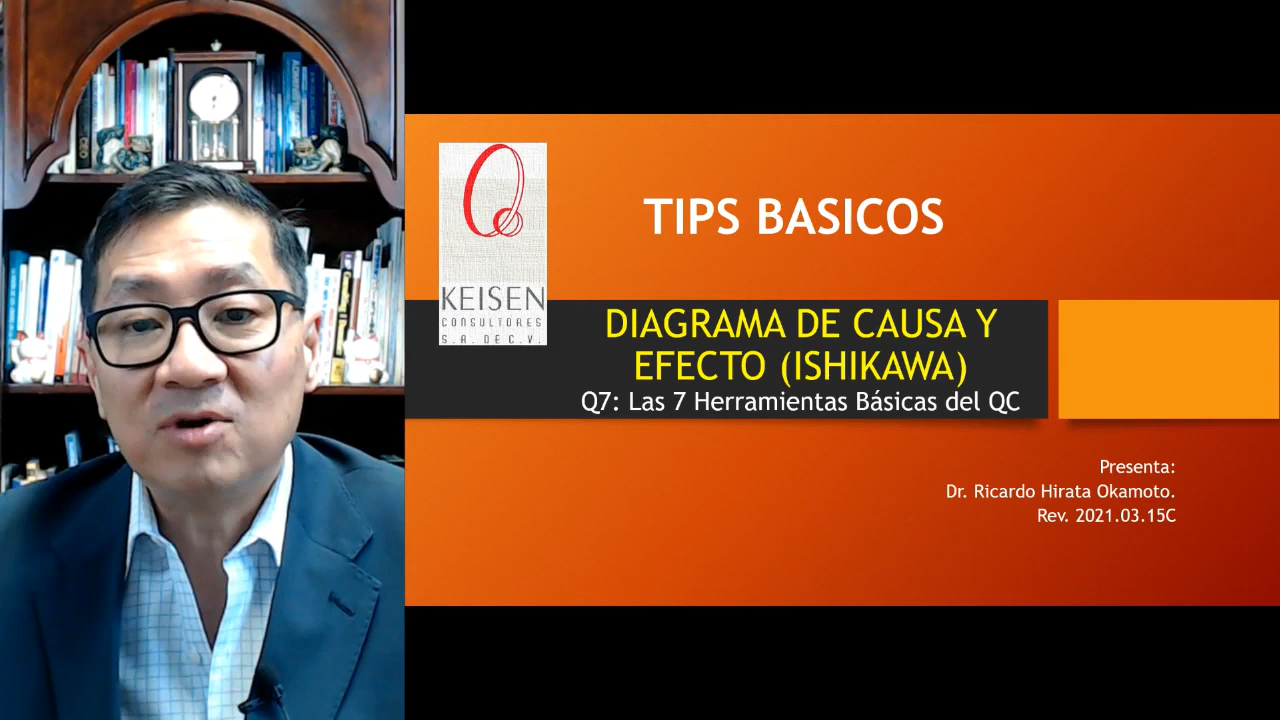 KEISEN
CONSULTORES
S.A. DE C.V.
TIPS BASICOS
DIAGRAMA DE CAUSA Y
EFECTO (ISHIKAWA)
Q7: Las 7 Herramientas Básicas del QC
Presenta:
Dr. Ricardo Hirata Okamoto.
Rev. 2021.03.15C